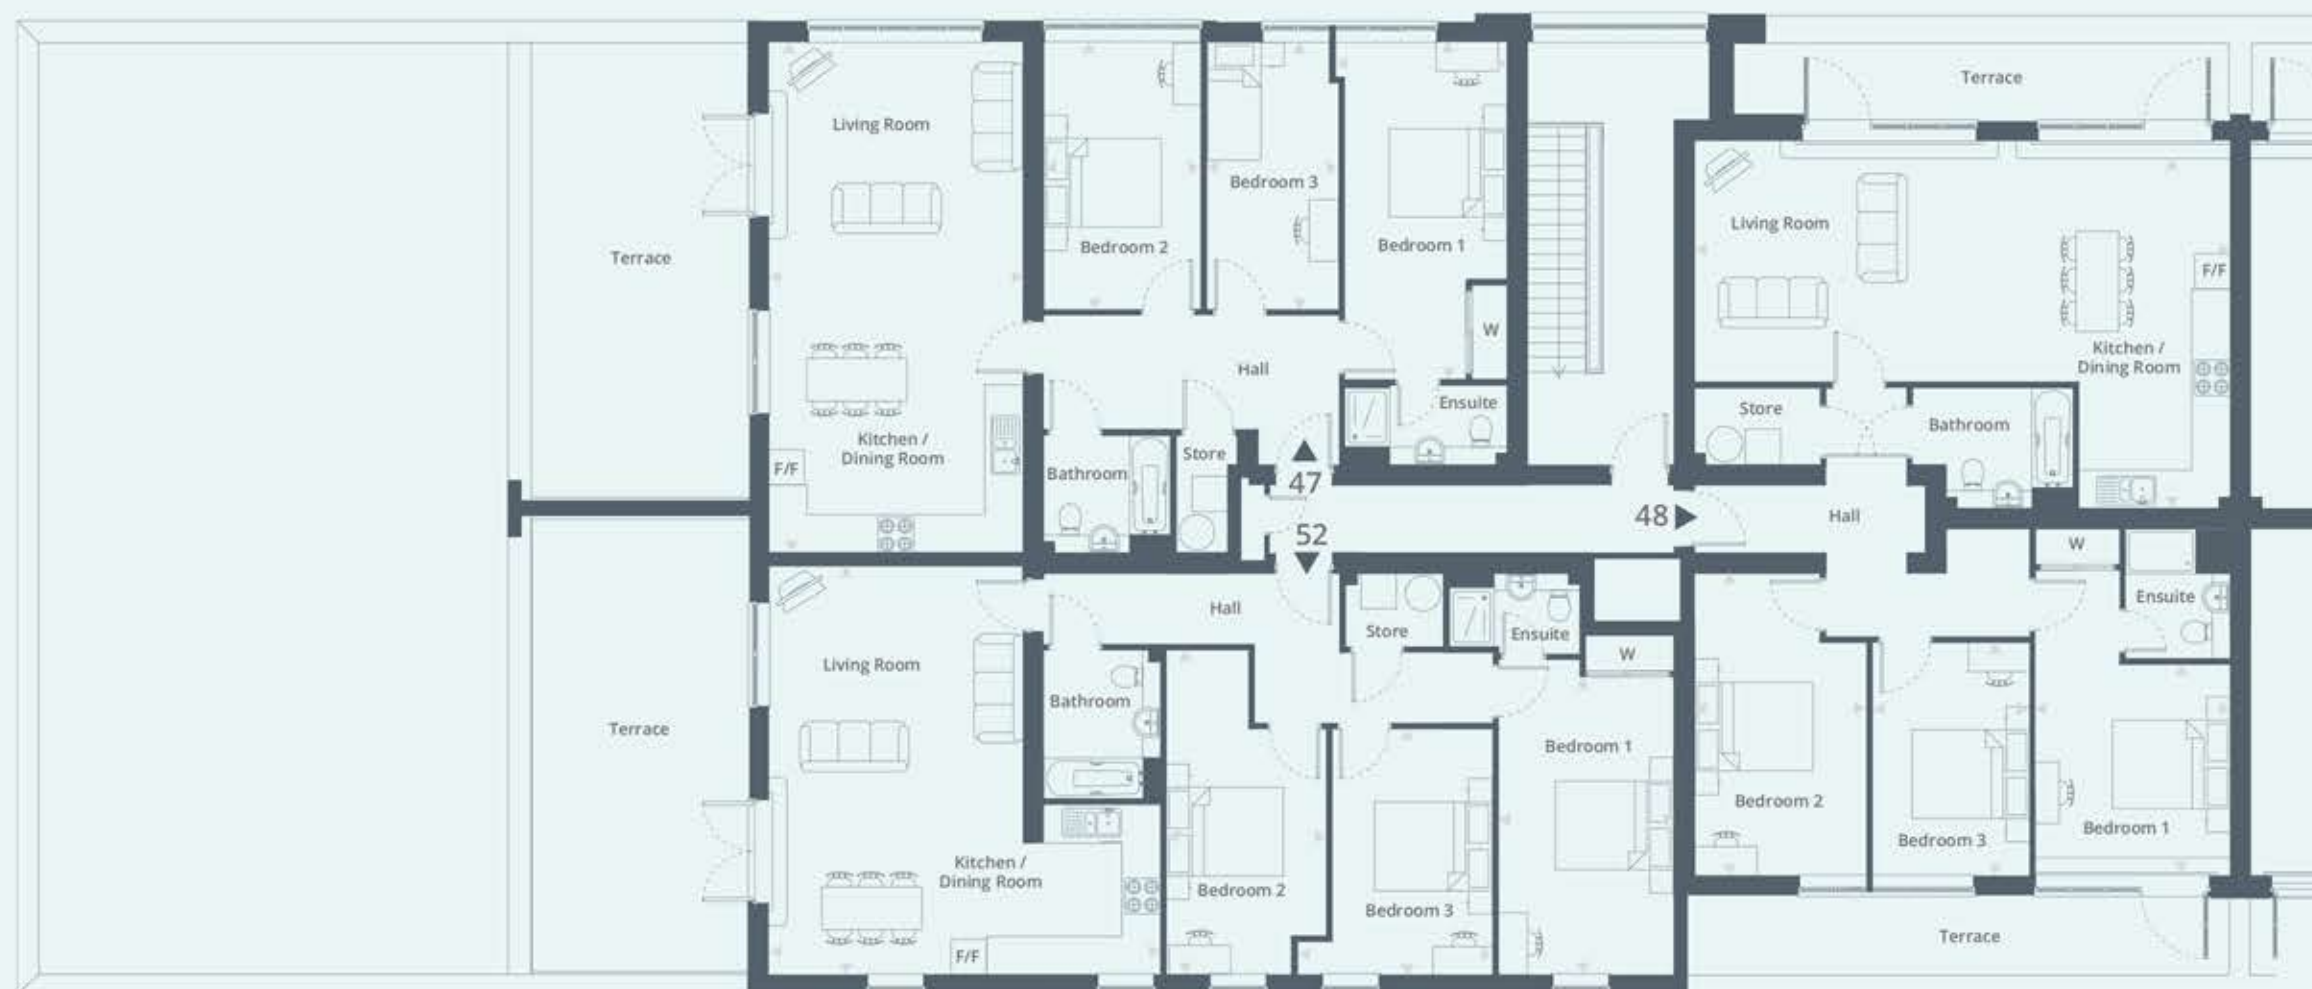 Living Room
Terrace
Kitchen /
Dining Room
F/F
Bedroom 2
Bedroom 3
Bedroom 1
W
Hall
Ensuite
Bathroom
Store
47
Terrace
Living Room
F/F
Kitchen /
Dining Room
Store
Bathroom
48
Hall
52
Hall
Living Room
Terrace
Bathroom
Kitchen /
Dining Room
F/F
Store
Ensuite
W
Bedroom 1
Bedroom 2
Bedroom 3
W
Ensuite
Bedroom 2
Bedroom 3
Bedroom 1
Terrace